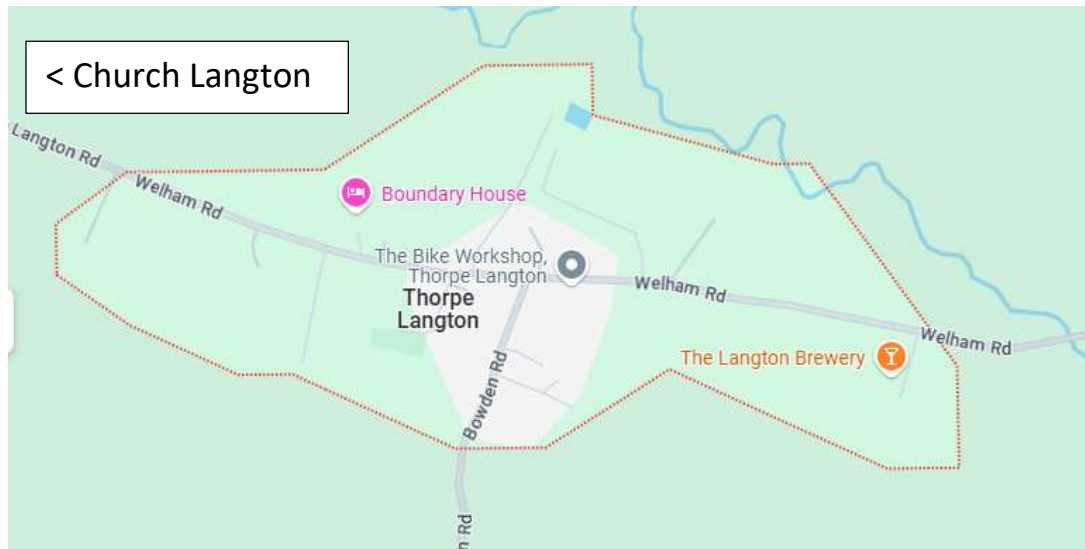 < Church Langton
Langton Rd
Welham Rd
Boundary House
The Bike Workshop,
Thorpe Langton
Thorpe
Langton
Welham Rd
Welham Rd
The Langton Brewery
Bowden Rd
Rd